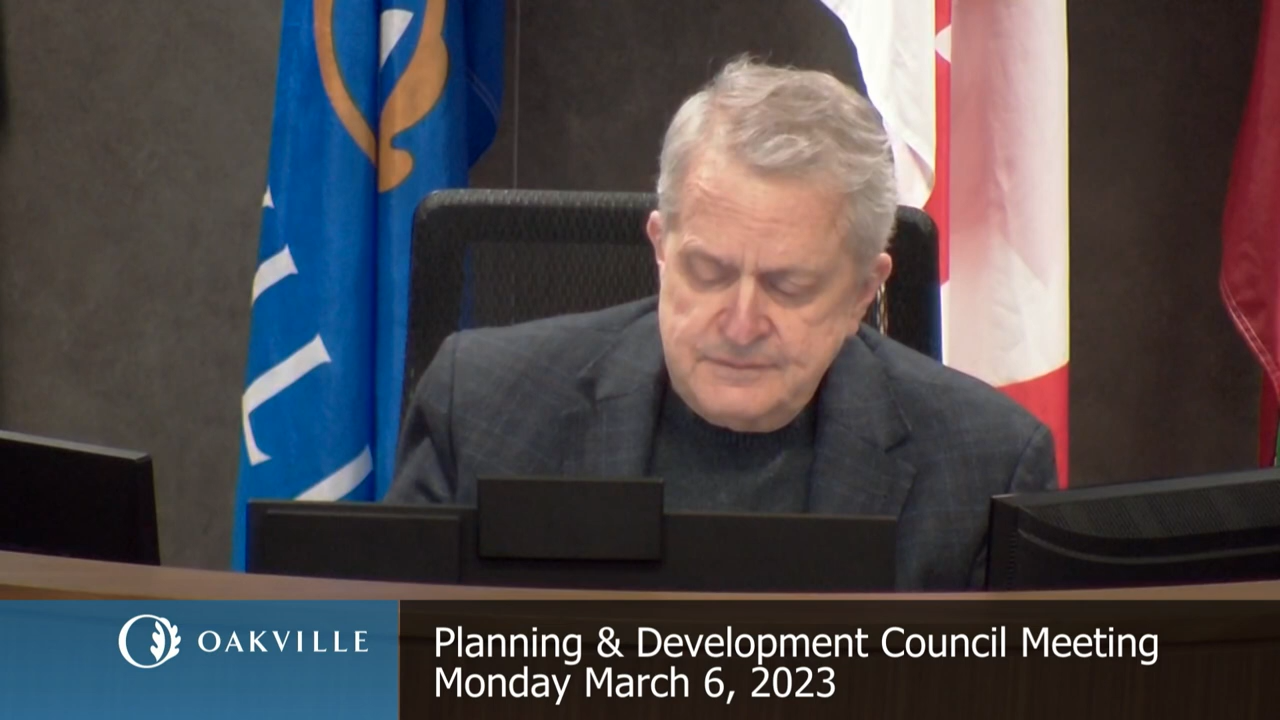 OAKVILLE
Planning & Development Council Meeting
Monday March 6, 2023